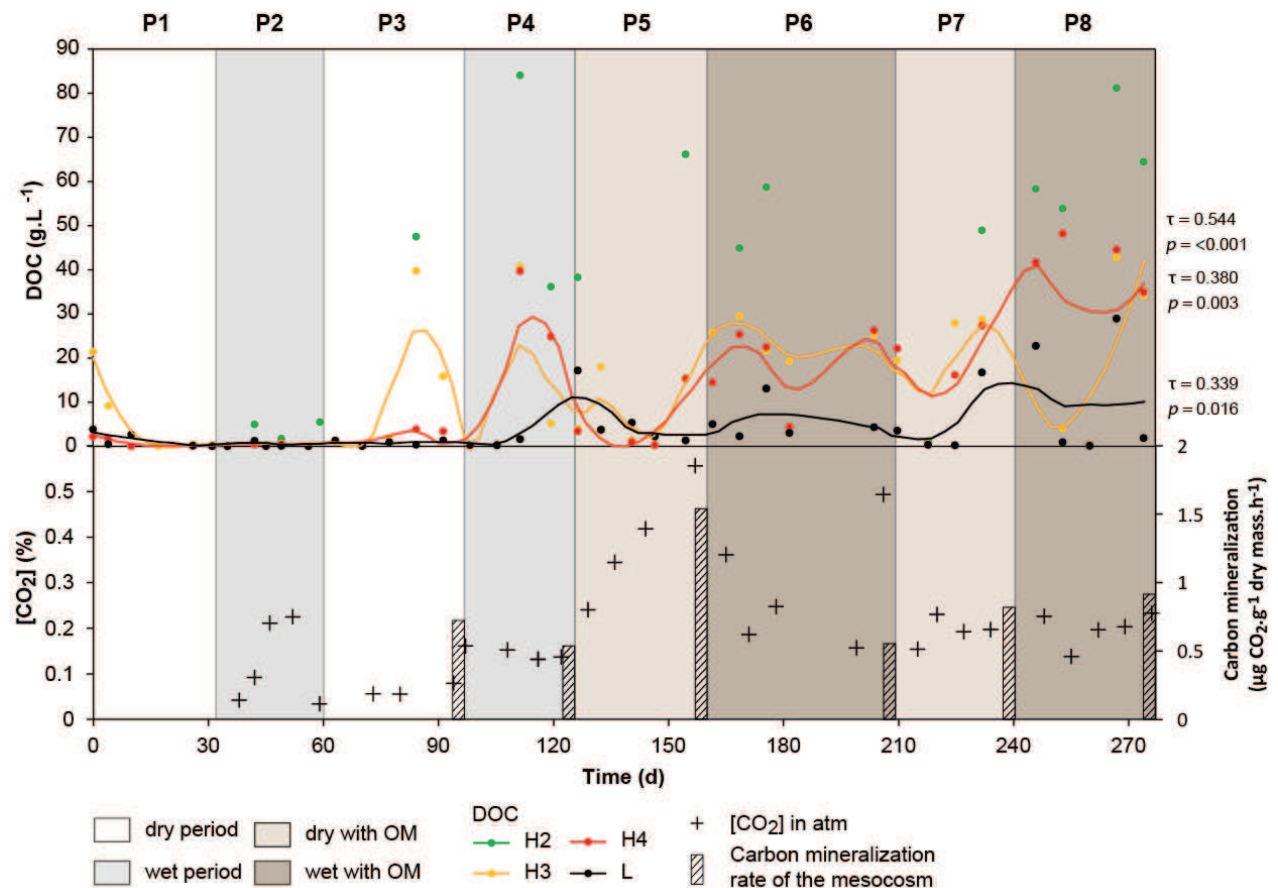 P1 P2 P3 P4 P5 P6 P7 P8
90
80
70
60
50
40
30
20
10
0
DOC (g.L⁻¹)
τ = 0.544
p = <0.001
τ = 0.380
p = 0.003
τ = 0.339
p = 0.016
0.5
0.4
0.3
0.2
0.1
0
[CO₂] (%)
2
1.5
1
0.5
0
Carbon mineralization
(µg CO₂.g⁻¹ dry mass.h⁻¹)
0 30 60 90 120 150 180 210 240 270
Time (d)
dry period
wet period
dry with OM
wet with OM
DOC
H2 H4
H3 L
[CO₂] in atm
Carbon mineralization
rate of the mesocosm